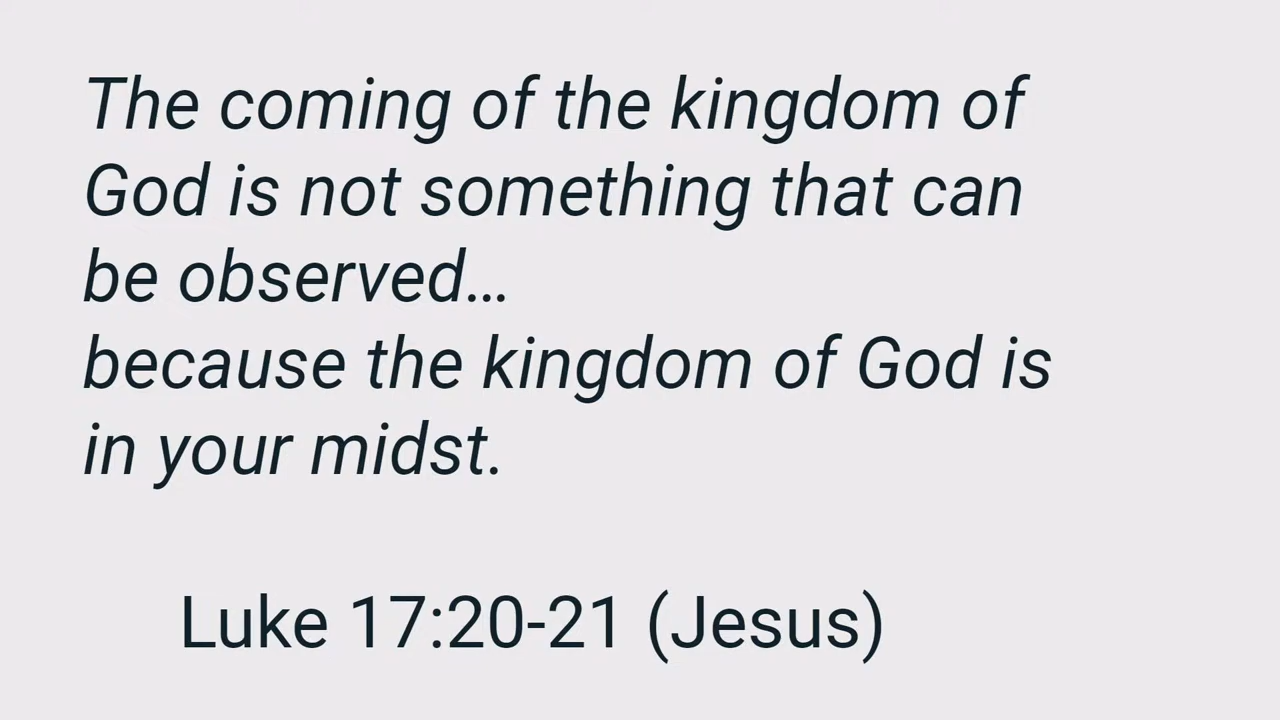 The coming of the kingdom of
God is not something that can
be observed…
because the kingdom of God is
in your midst.
Luke 17:20-21 (Jesus)